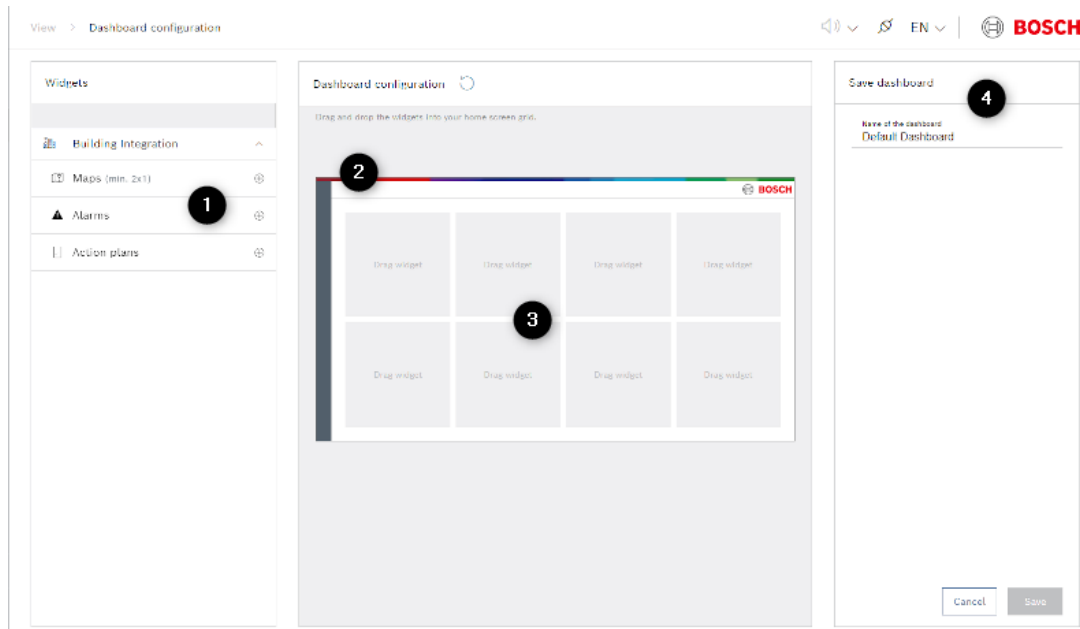 View > Dashboard configuration
EN
BOSCH
Widgets
Building Integration
Maps (min. 2x1)
Alarms
Action plans
1
Dashboard configuration
Drag and drop the widgets into your home screen grid.
2
BOSCH
Drag widget Drag widget Drag widget Drag widget
3
Drag widget Drag widget Drag widget Drag widget
Save dashboard
4
Name of the dashboard
Default Dashboard
Cancel Save